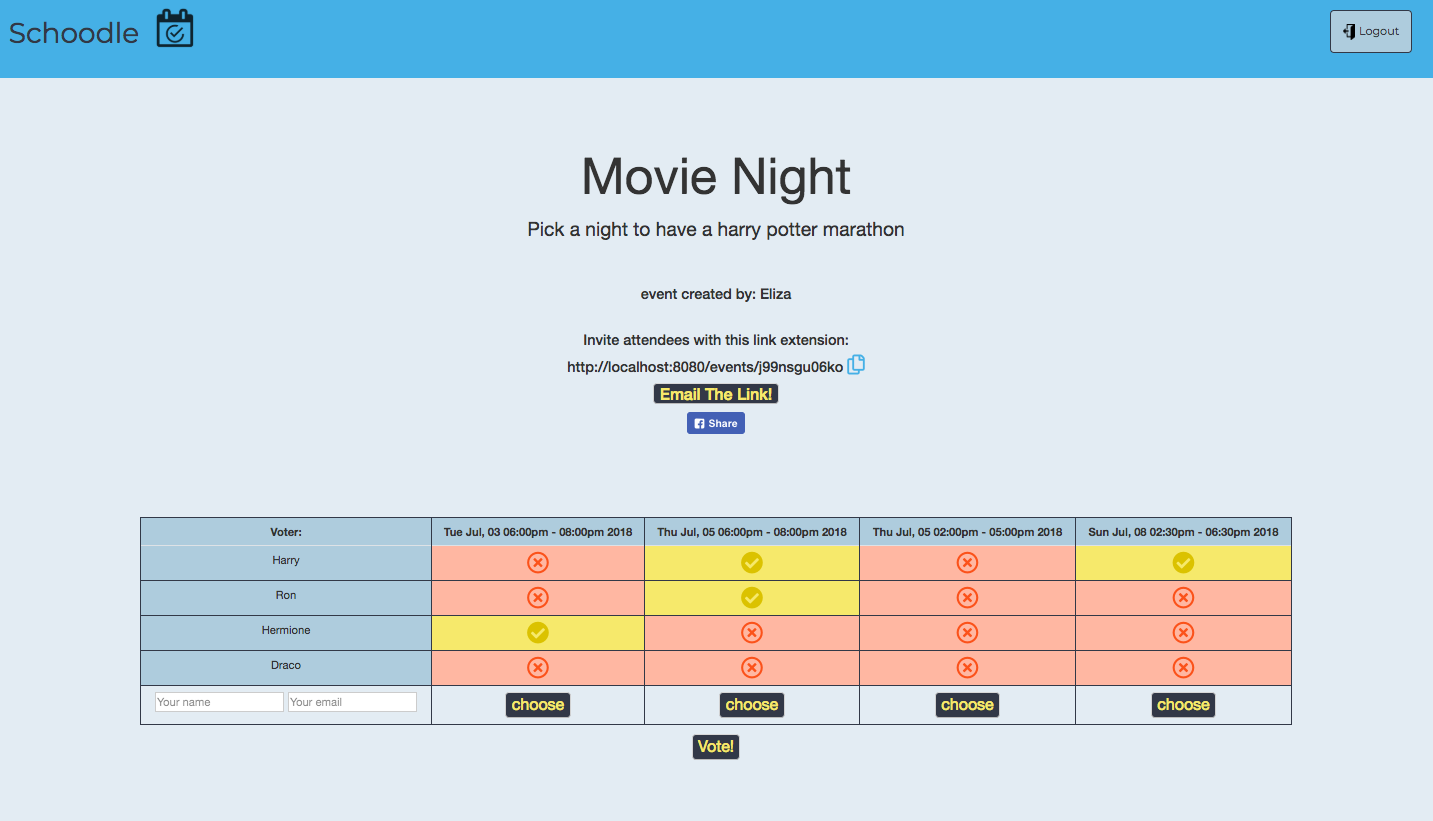 Schoodle
Logout
Movie Night
Pick a night to have a harry potter marathon
event created by: Eliza
Invite attendees with this link extension:
http://localhost:8080/events/j99nsgu06ko
Email The Link!
Share
Voter: Tue Jul, 03 06:00pm - 08:00pm 2018 Thu Jul, 05 06:00pm - 08:00pm 2018 Thu Jul, 05 02:00pm - 05:00pm 2018 Sun Jul, 08 02:30pm - 06:30pm 2018
Harry
Ron
Hermione
Draco
Your name Your email choose choose choose choose
Vote!